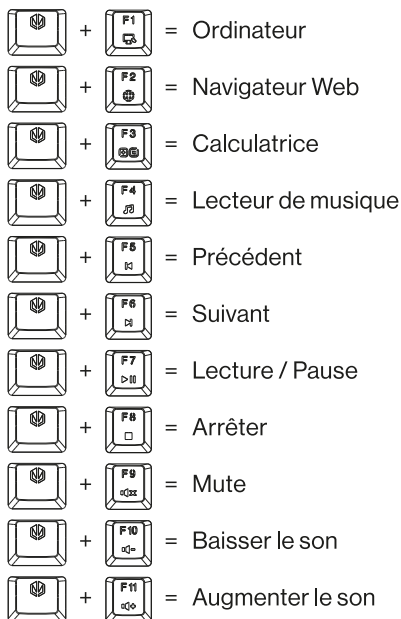 + F1 = Ordinateur
+ F2 = Navigateur Web
+ F3 = Calculatrice
+ F4 = Lecteur de musique
+ F5 = Précédent
+ F6 = Suivant
+ F7 = Lecture / Pause
+ F8 = Arrêter
+ F9 = Mute
+ F10 = Baisser le son
+ F11 = Augmenter le son